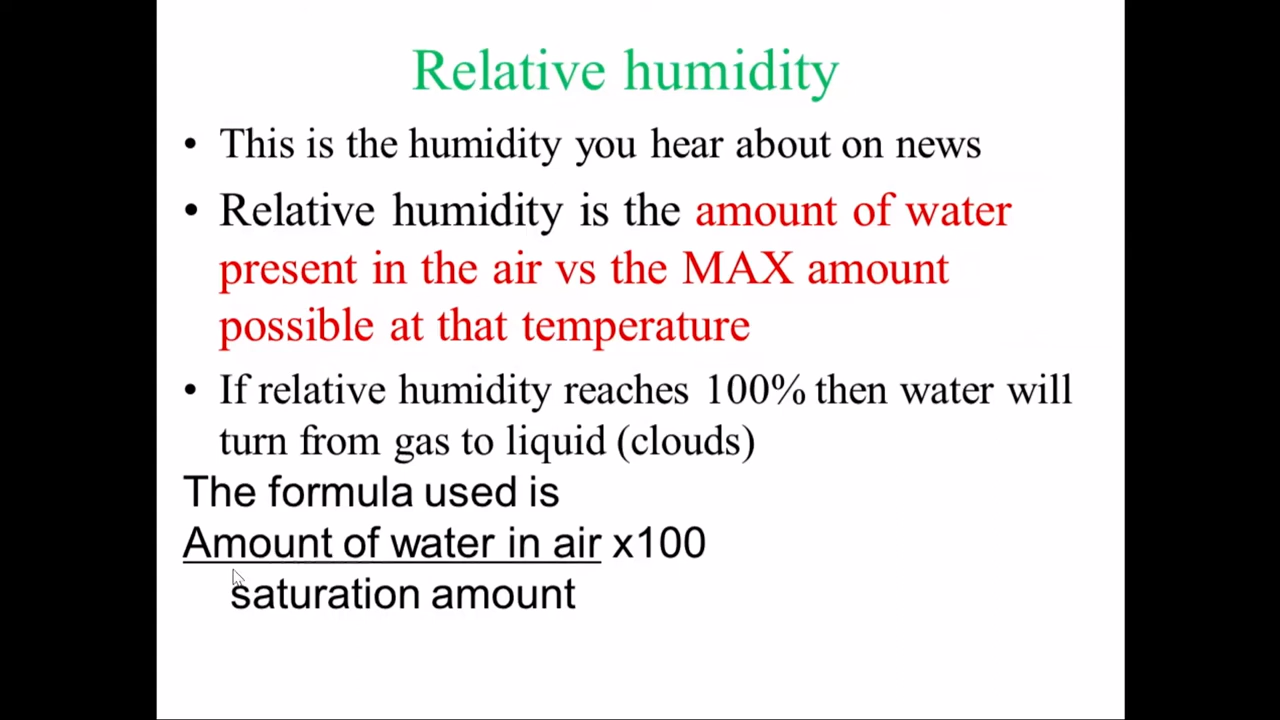 Relative humidity
• This is the humidity you hear about on news
• Relative humidity is the amount of water
present in the air vs the MAX amount
possible at that temperature
• If relative humidity reaches 100% then water will
turn from gas to liquid (clouds)
The formula used is
Amount of water in air x100
saturation amount